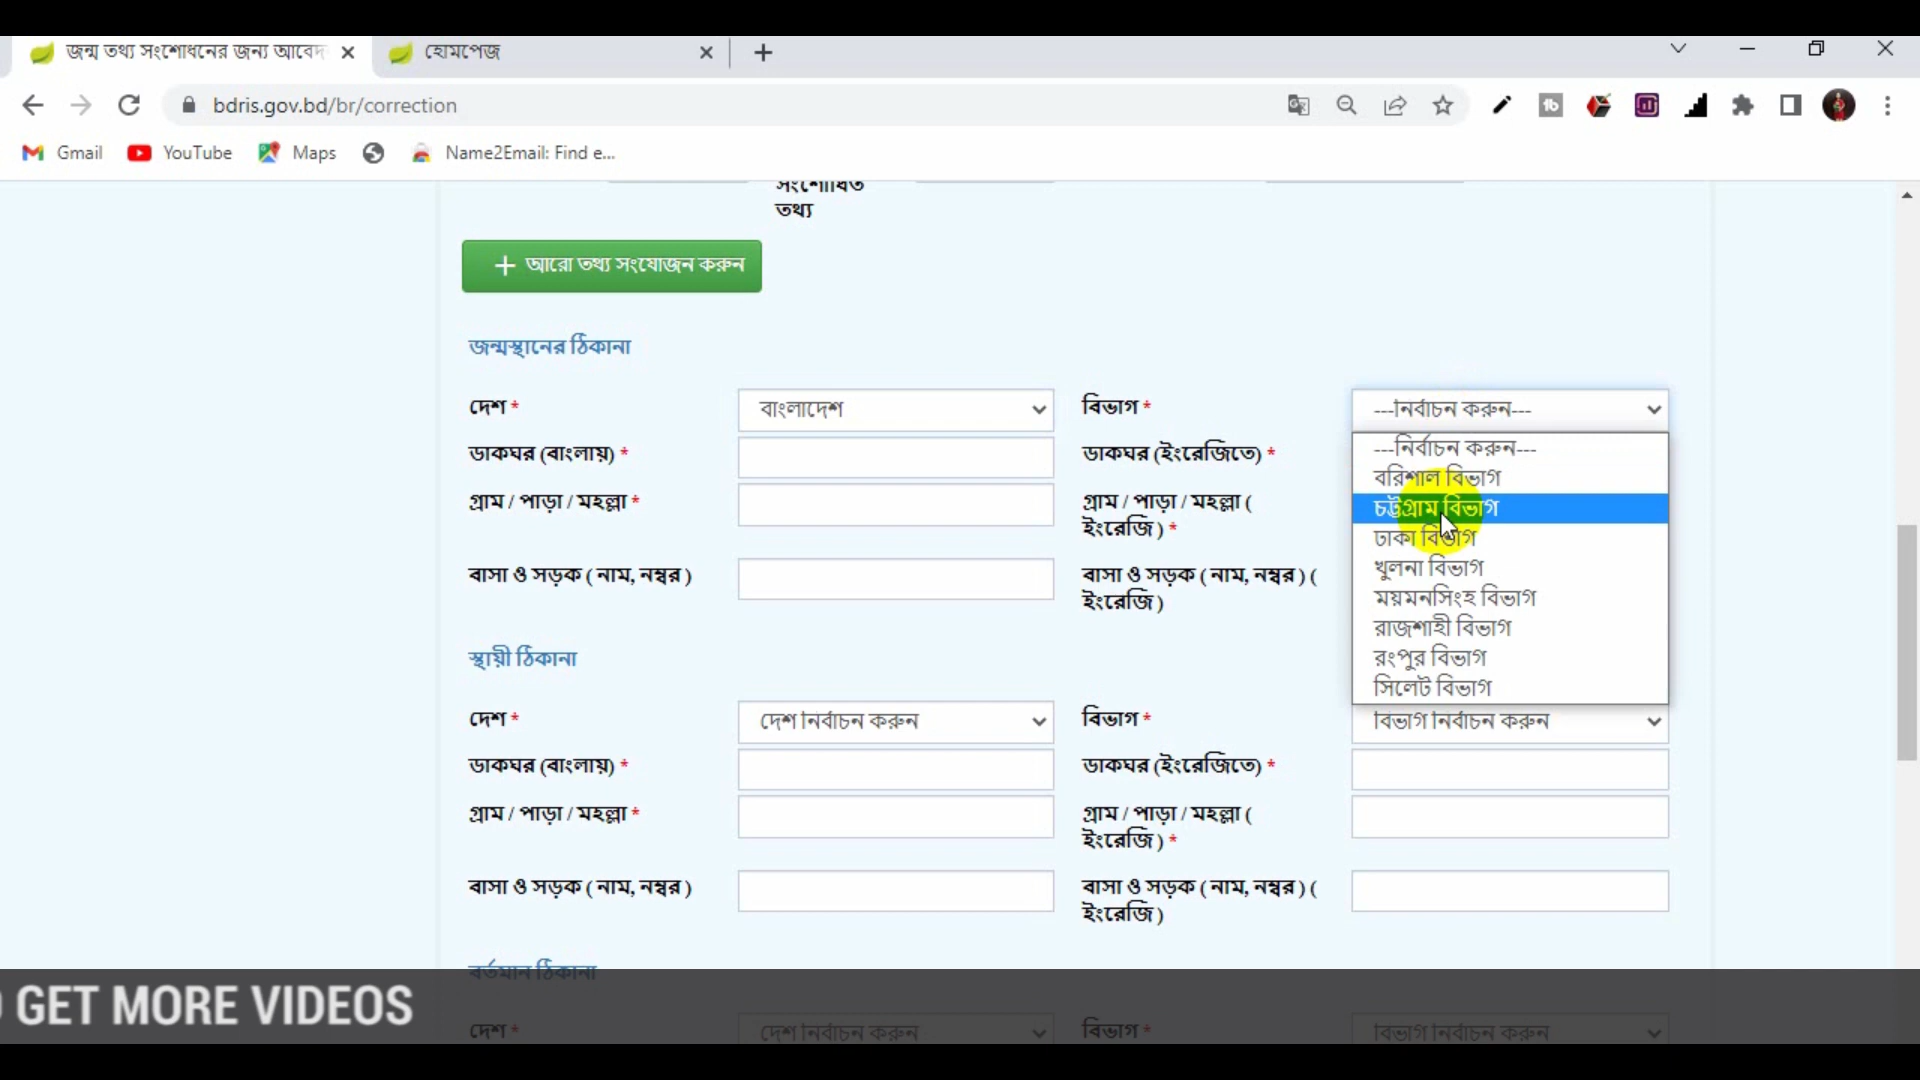 জন্ম তথ্য সংশোধনের জন্য আবেদ
হোমপেজ
bdris.gov.bd/br/correction
Gmail
YouTube
Maps
Name2Email: Find e...
সংশোধিত
তথ্য
+ আরো তথ্য সংযোজন করুন
জন্মস্থানের ঠিকানা
দেশ *
বাংলাদেশ
বিভাগ *
---নির্বাচন করুন---
---নির্বাচন করুন---
বরিশাল বিভাগ
চট্টগ্রাম বিভাগ
ঢাকা বিভাগ
খুলনা বিভাগ
ময়মনসিংহ বিভাগ
রাজশাহী বিভাগ
রংপুর বিভাগ
সিলেট বিভাগ
ডাকঘর (বাংলায়) *
ডাকঘর (ইংরেজিতে) *
গ্রাম / পাড়া / মহল্লা *
গ্রাম / পাড়া / মহল্লা (
ইংরেজি ) *
বাসা ও সড়ক ( নাম, নম্বর )
বাসা ও সড়ক ( নাম, নম্বর ) (
ইংরেজি )
স্থায়ী ঠিকানা
দেশ *
দেশ নির্বাচন করুন
বিভাগ *
বিভাগ নির্বাচন করুন
ডাকঘর (বাংলায়) *
ডাকঘর (ইংরেজিতে) *
গ্রাম / পাড়া / মহল্লা *
গ্রাম / পাড়া / মহল্লা (
ইংরেজি ) *
বাসা ও সড়ক ( নাম, নম্বর )
বাসা ও সড়ক ( নাম, নম্বর ) (
ইংরেজি )
বর্তমান ঠিকানা
GET MORE VIDEOS
দেশ *
দেশ নির্বাচন করুন
বিভাগ *
বিভাগ নির্বাচন করুন